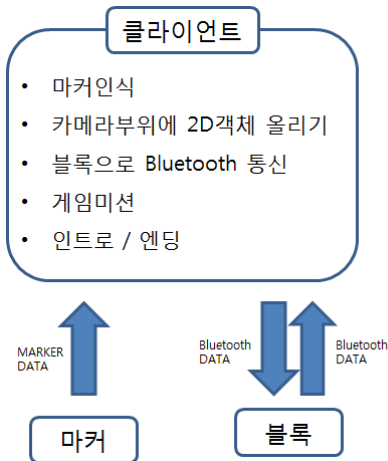 클라이언트
• 마커인식
• 카메라부위에 2D객체 올리기
• 블록으로 Bluetooth 통신
• 게임미션
• 인트로 / 엔딩
MARKER
DATA
Bluetooth
DATA
Bluetooth
DATA
마커
블록